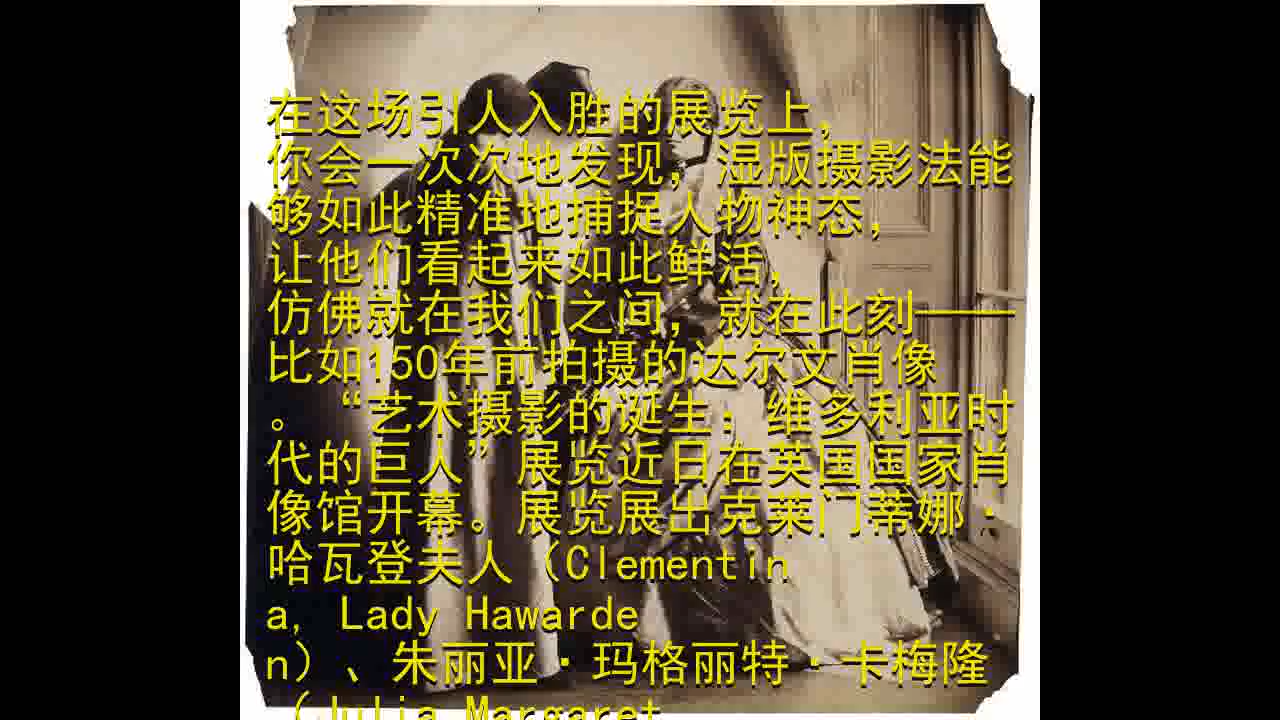 在这场引人入胜的展览上，
你会一次次地发现，湿版摄影法能
够如此精准地捕捉人物神态，
让他们看起来如此鲜活，
仿佛就在我们之间，就在此刻——
比如150年前拍摄的达尔文肖像
。“艺术摄影的诞生：维多利亚时
代的巨人”展览近日在英国国家肖
像馆开幕。展览展出克莱门蒂娜·
哈瓦登夫人（Clementin
a, Lady Hawarde
n）、朱丽亚·玛格丽特·卡梅隆
（Julia Margaret